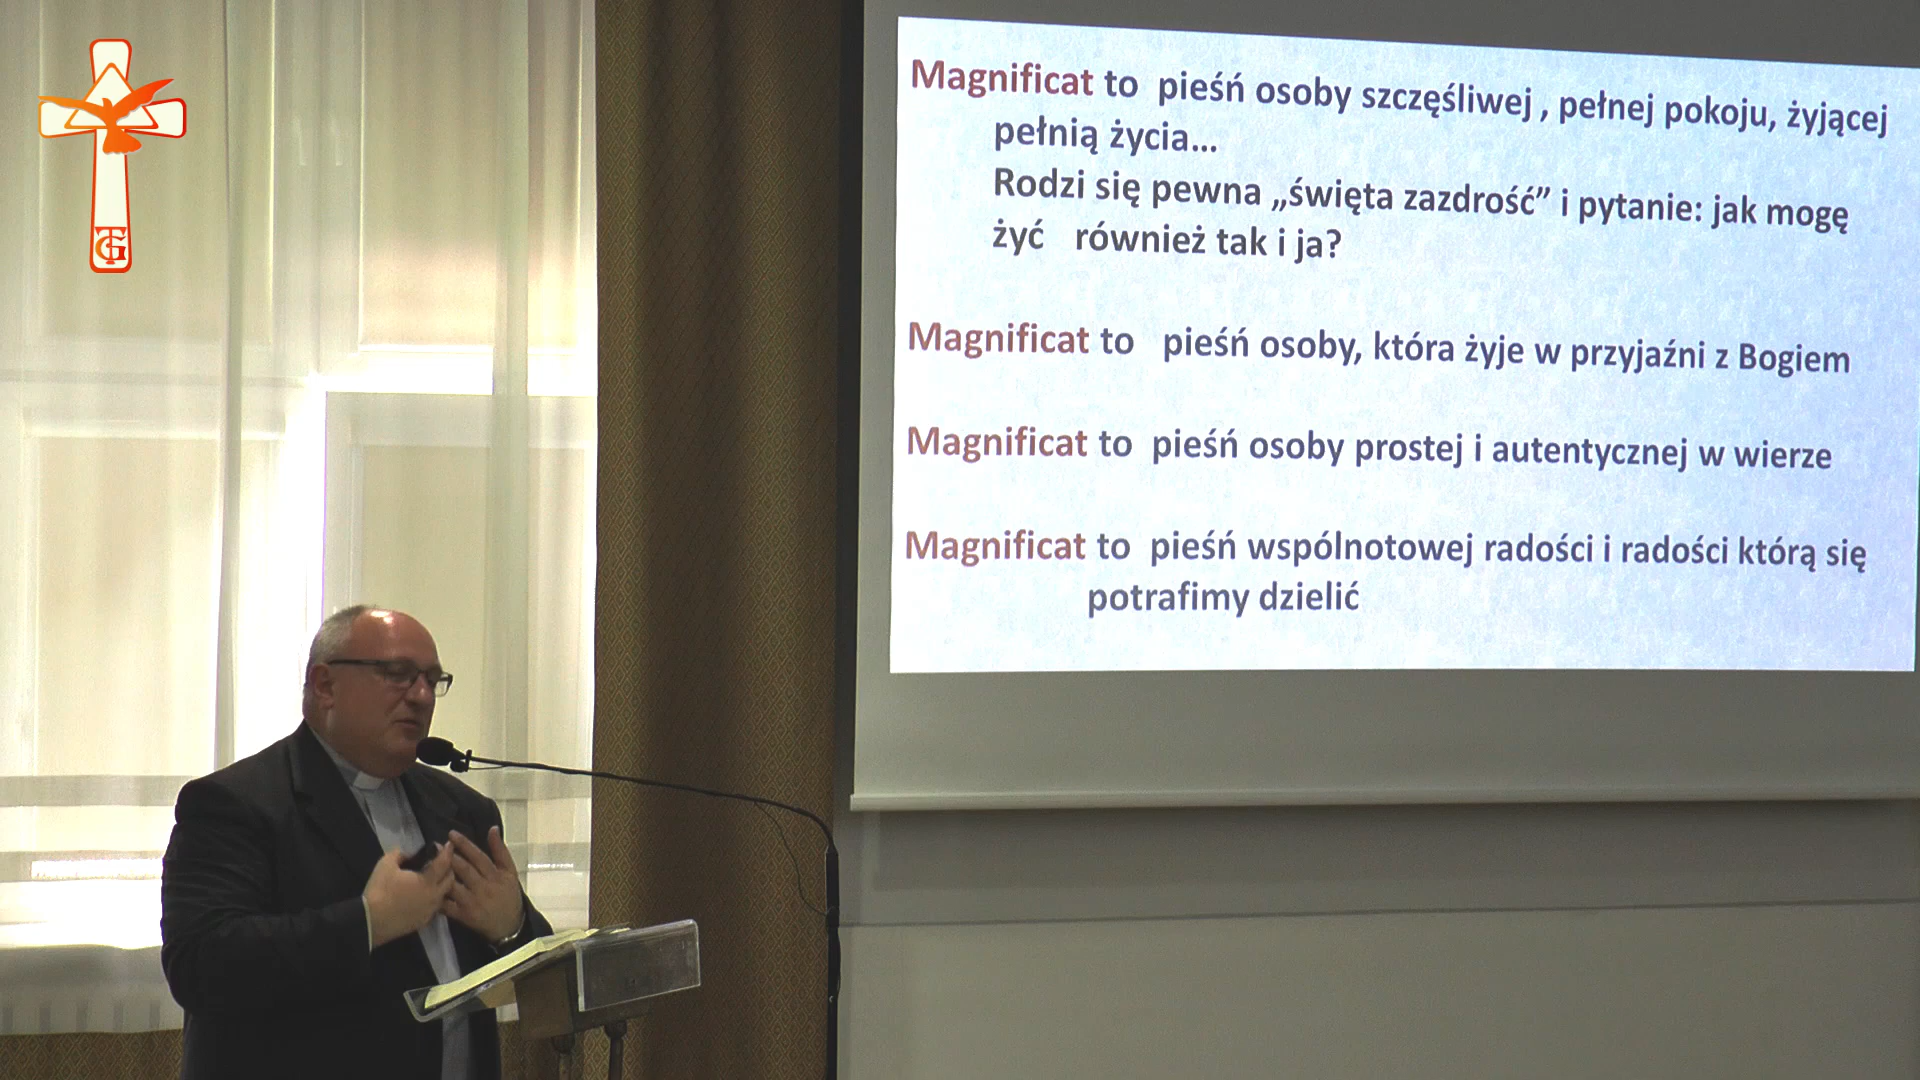 Magnificat to pieśń osoby szczęśliwej , pełnej pokoju, żyjącej
pełnią życia...
Rodzi się pewna „święta zazdrość” i pytanie: jak mogę
żyć również tak i ja?
Magnificat to pieśń osoby, która żyje w przyjaźni z Bogiem
Magnificat to pieśń osoby prostej i autentycznej w wierze
Magnificat to pieśń wspólnotowej radości i radości którą się
potrafimy dzielić